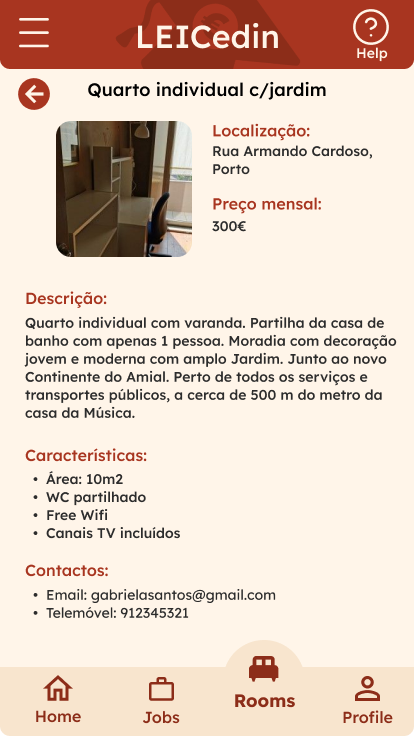 LEICedin
Help
Quarto individual c/jardim
Localização:
Rua Armando Cardoso,
Porto
Preço mensal:
300€
Descrição:
Quarto individual com varanda. Partilha da casa de
banho com apenas 1 pessoa. Moradia com decoração
jovem e moderna com amplo Jardim. Junto ao novo
Continente do Amial. Perto de todos os serviços e
transportes públicos, a cerca de 500 m do metro da
casa da Música.
Características:
• Área: 10m2
• WC partilhado
• Free Wifi
• Canais TV incluídos
Contactos:
• Email: gabrielasantos@gmail.com
• Telemóvel: 912345321
Home
Jobs
Rooms
Profile